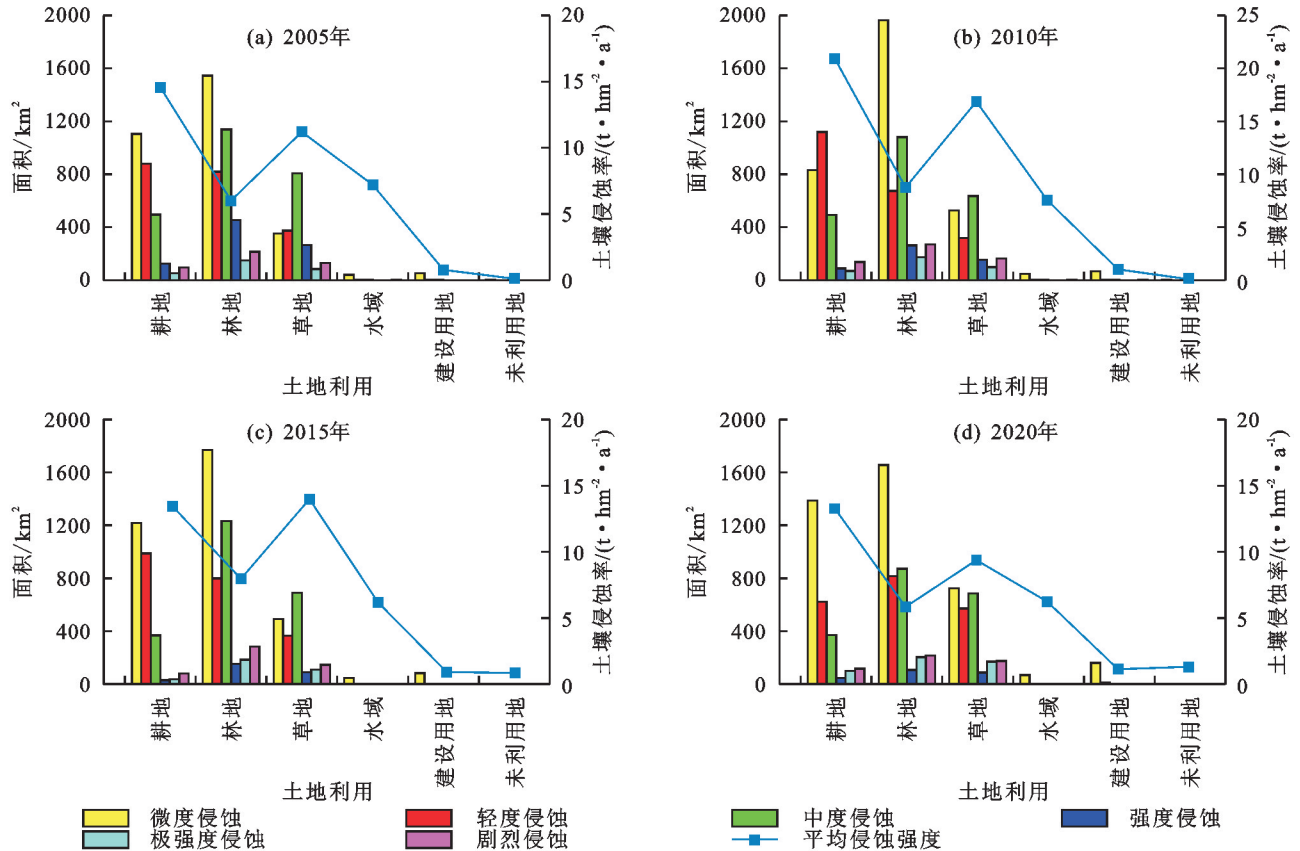 (a) 2005年
面积/km²
2000
1600
1200
800
400
0
20
15
10
5
0
土壤侵蚀率/(t·hm⁻²·a⁻¹)
耕地
林地
草地
水域
建设用地
未利用地
土地利用
(b) 2010年
面积/km²
2000
1600
1200
800
400
0
25
20
15
10
5
0
土壤侵蚀率/(t·hm⁻²·a⁻¹)
耕地
林地
草地
水域
建设用地
未利用地
土地利用
(c) 2015年
面积/km²
2000
1600
1200
800
400
0
20
15
10
5
0
土壤侵蚀率/(t·hm⁻²·a⁻¹)
耕地
林地
草地
水域
建设用地
未利用地
土地利用
(d) 2020年
面积/km²
2000
1600
1200
800
400
0
20
15
10
5
0
土壤侵蚀率/(t·hm⁻²·a⁻¹)
耕地
林地
草地
水域
建设用地
未利用地
土地利用
微度侵蚀
轻度侵蚀
中度侵蚀
强度侵蚀
极强度侵蚀
剧烈侵蚀
平均侵蚀强度